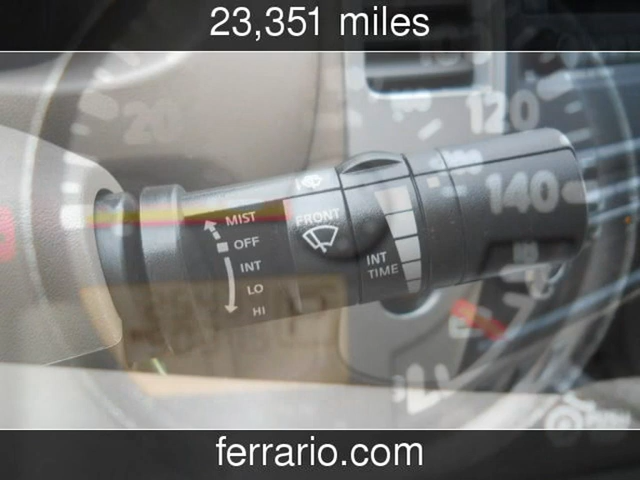 23,351 miles
20
120
140
MIST
OFF
INT
LO
HI
FRONT
INT
TIME
ferrario.com